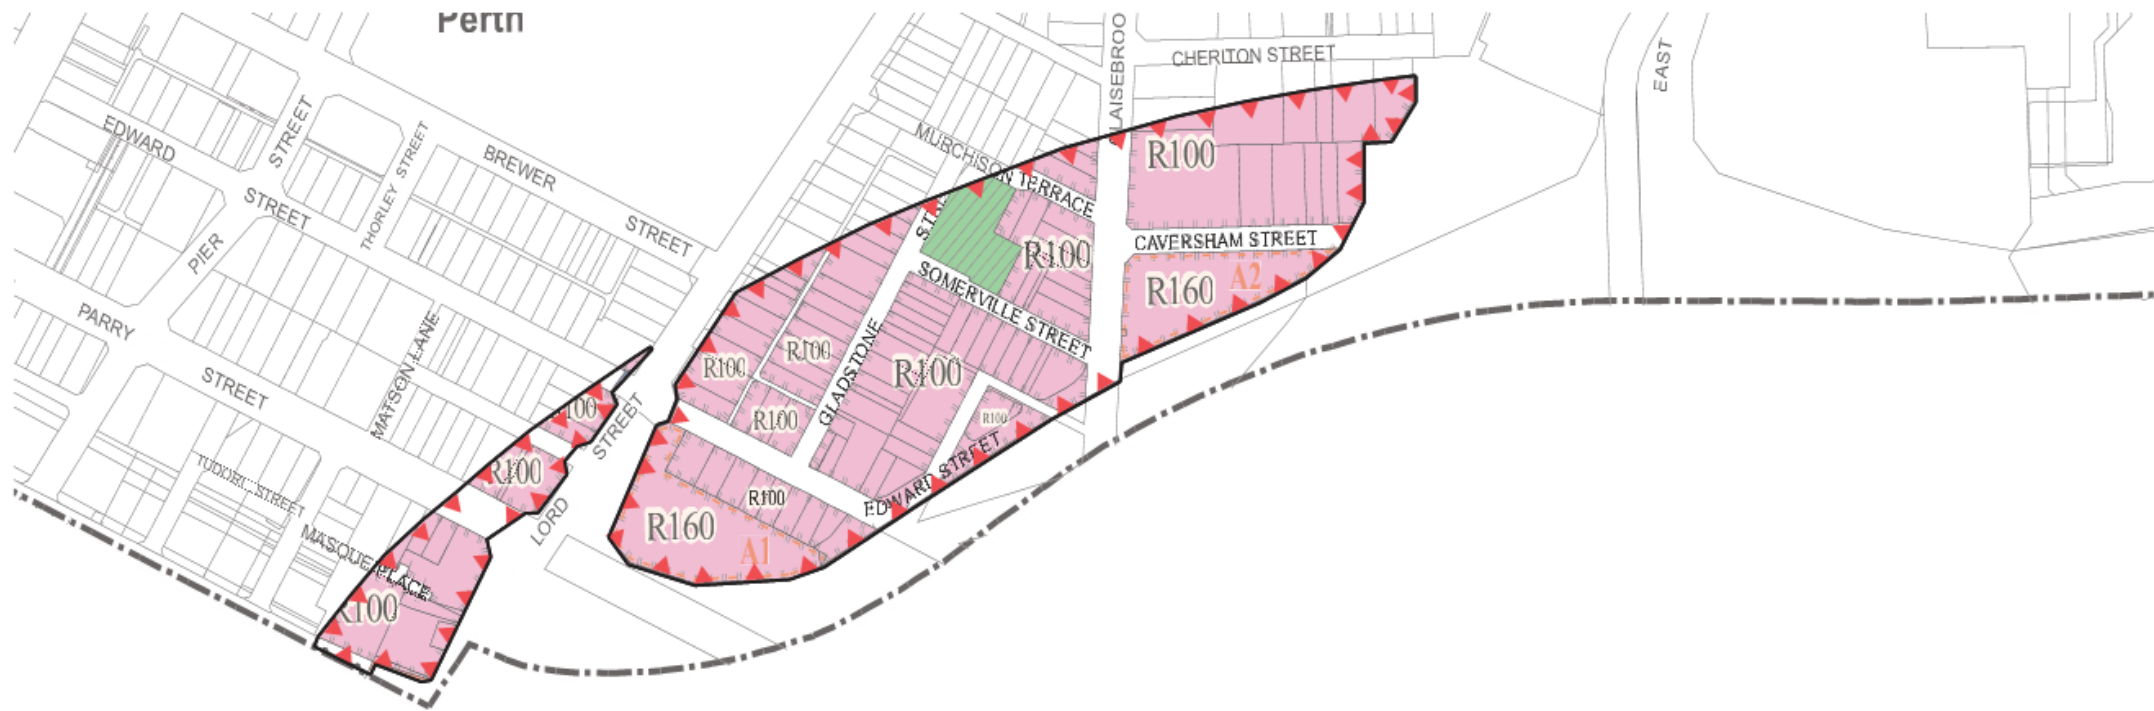 Perth
CHERITON STREET
EAST
EDWARD
STREET
STREET
THORLEY STREET
BREWER
STREET
MURCHISON TERRACE
R100
STREET
PIER
CAVERSHAM STREET
R100
SOMERVILLE STREET
R160
A2
PARRY
STREET
MATSON LANE
GLADSTONE
R100
R100
R100
R100
R100
R100
STREET
R100
EDWARD STREET
R100
R160
A1
LORD
MASQUE PLACE
R100